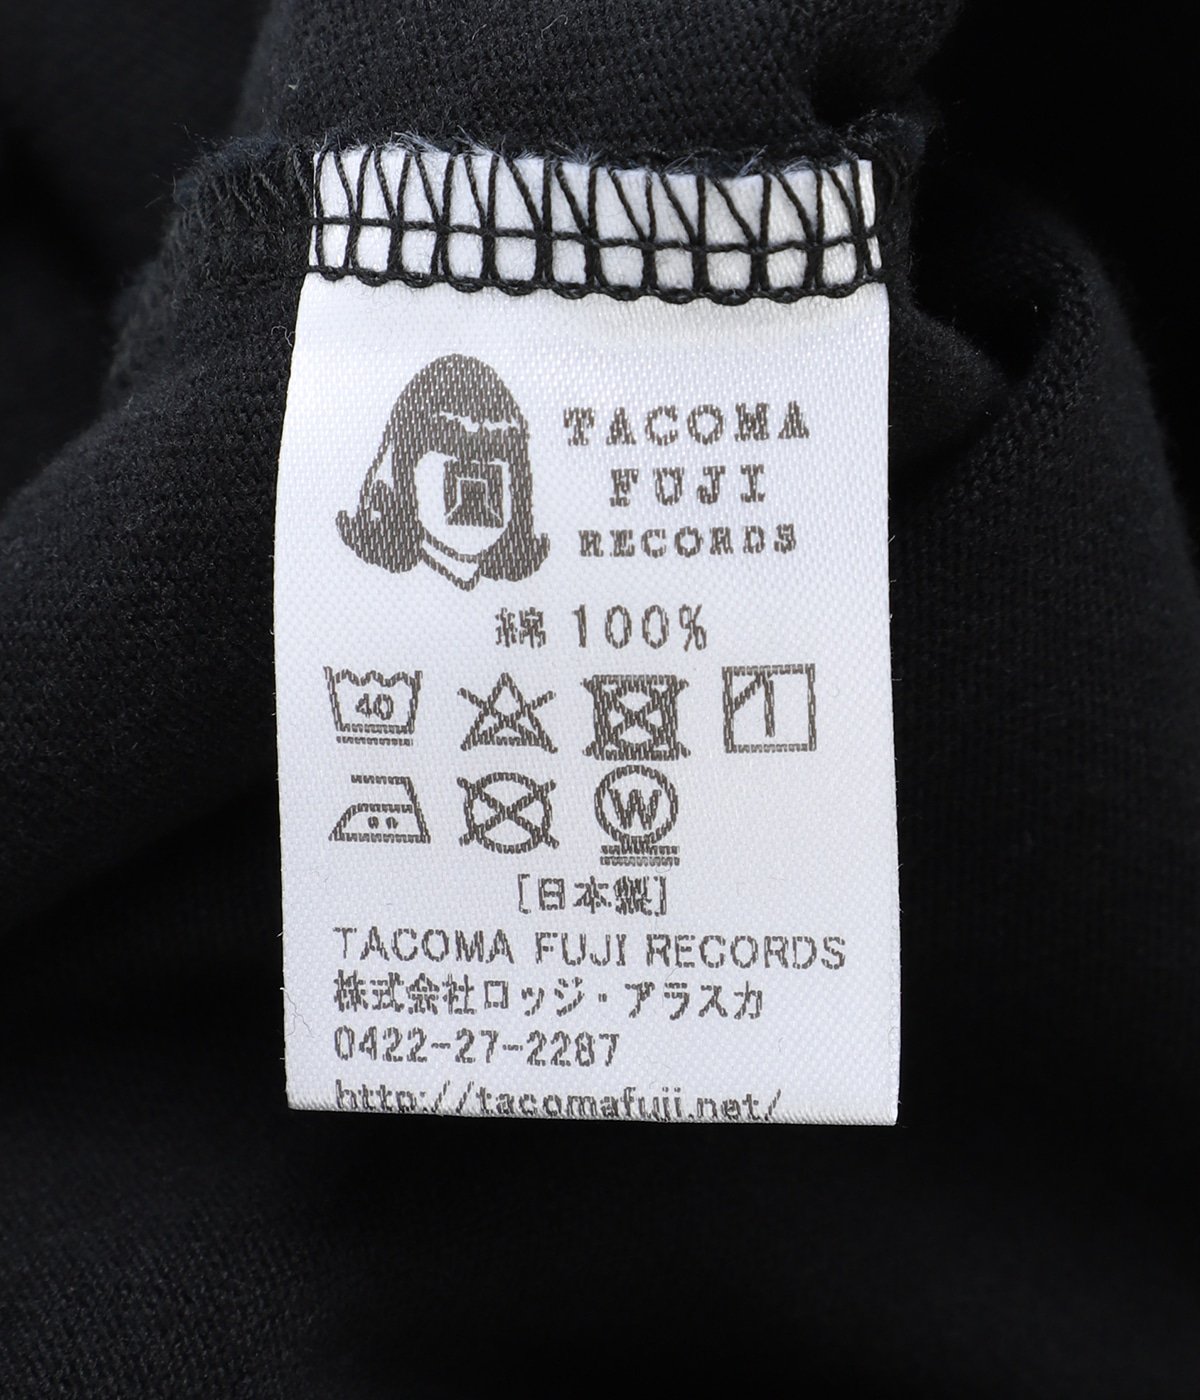 TACOMA
FUJI
RECORDS
綿 100%
40
W
[日本製]
TACOMA FUJI RECORDS
株式会社ロッジ・アラスカ
0422-27-2287
http://tacomafuji.net/